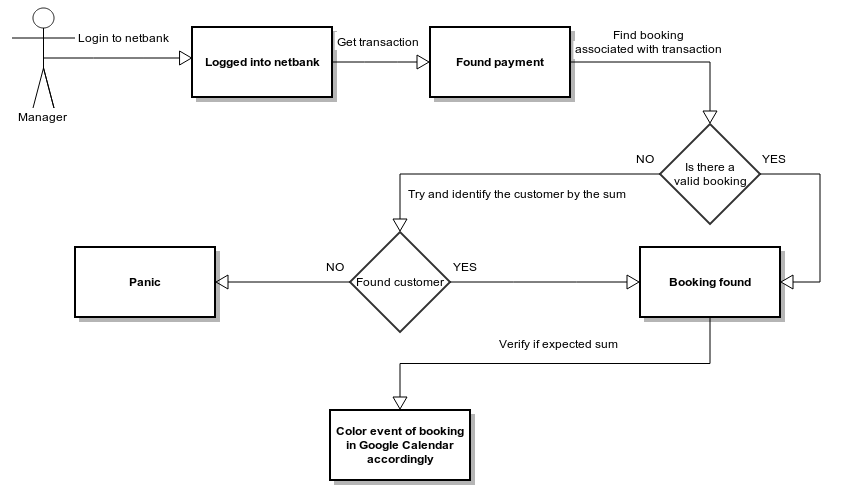 Login to netbank
Manager
Logged into netbank
Get transaction
Found payment
Find booking
associated with transaction
Is there a
valid booking
NO
YES
Try and identify the customer by the sum
Found customer
NO
YES
Panic
Booking found
Verify if expected sum
Color event of booking
in Google Calendar
accordingly